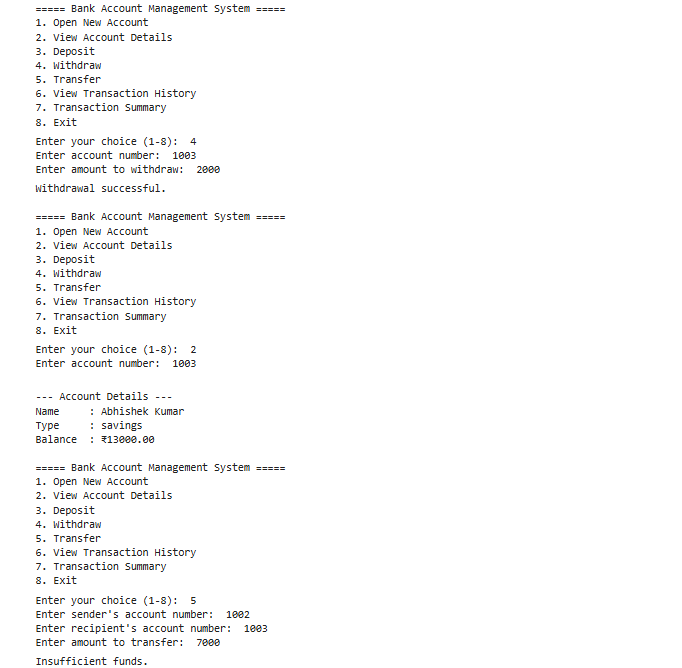 ===== Bank Account Management System =====
1. Open New Account
2. View Account Details
3. Deposit
4. Withdraw
5. Transfer
6. View Transaction History
7. Transaction Summary
8. Exit
Enter your choice (1-8):  4
Enter account number:  1003
Enter amount to withdraw:  2000
Withdrawal successful.
===== Bank Account Management System =====
1. Open New Account
2. View Account Details
3. Deposit
4. Withdraw
5. Transfer
6. View Transaction History
7. Transaction Summary
8. Exit
Enter your choice (1-8):  2
Enter account number:  1003
--- Account Details ---
Name     : Abhishek Kumar
Type     : savings
Balance  : ₹13000.00
===== Bank Account Management System =====
1. Open New Account
2. View Account Details
3. Deposit
4. Withdraw
5. Transfer
6. View Transaction History
7. Transaction Summary
8. Exit
Enter your choice (1-8):  5
Enter sender's account number:  1002
Enter recipient's account number:  1003
Enter amount to transfer:  7000
Insufficient funds.